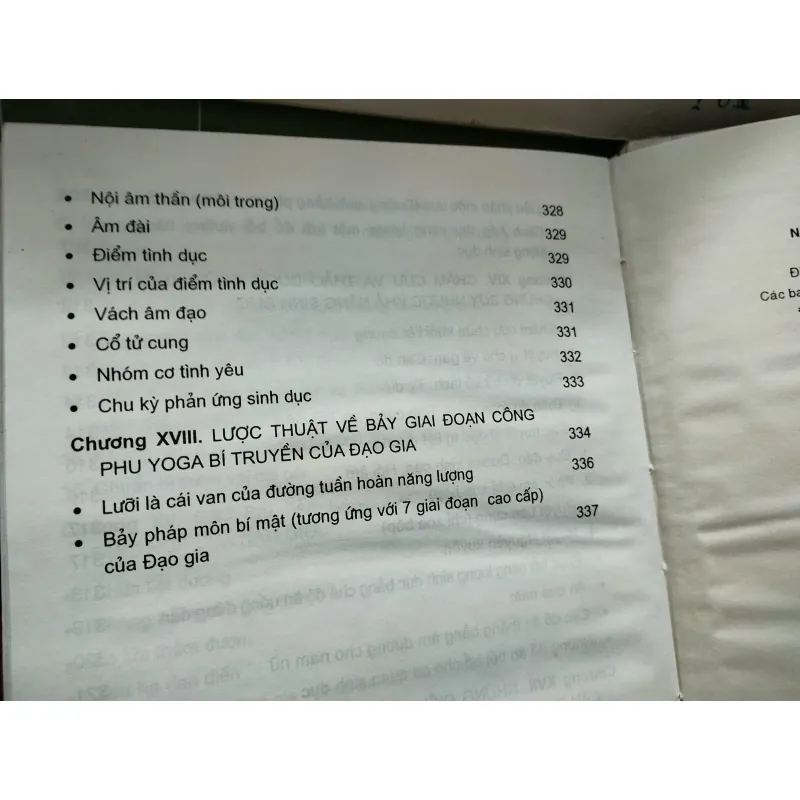 • Nội âm thần (môi trong) 328
• Âm đài 329
• Điểm tình dục 329
• Vị trí của điểm tình dục 330
• Vách âm đạo 331
• Cổ tử cung 331
• Nhóm cơ tình yêu 332
• Chu kỳ phản ứng sinh dục 333
Chương XVIII. LƯỢC THUẬT VỀ BẢY GIAI ĐOẠN CÔNG
PHU YOGA BÍ TRUYỀN CỦA ĐẠO GIA 334
• Lưỡi là cái van của đường tuần hoàn năng lượng 336
• Bảy pháp môn bí mật (tương ứng với 7 giai đoạn cao cấp) 337
của Đạo gia
N
Đ
Các ba